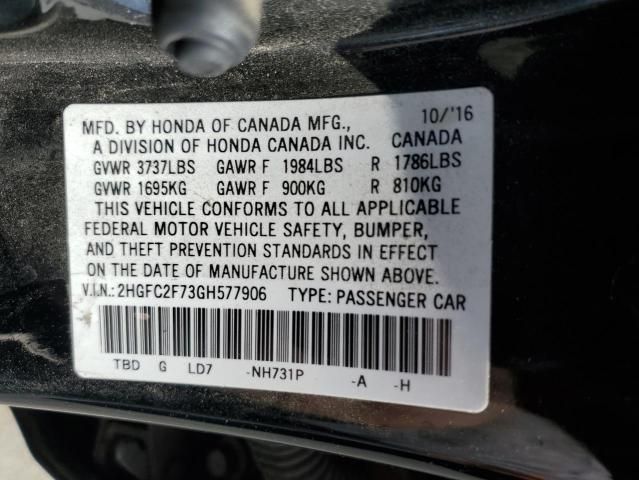 MFD. BY HONDA OF CANADA MFG., 10/'16
A DIVISION OF HONDA CANADA INC. CANADA
GVWR 3737LBS GAWR F 1984LBS R 1786LBS
GVWR 1695KG GAWR F 900KG R 810KG
THIS VEHICLE CONFORMS TO ALL APPLICABLE
FEDERAL MOTOR VEHICLE SAFETY, BUMPER,
AND THEFT PREVENTION STANDARDS IN EFFECT
ON THE DATE OF MANUFACTURE SHOWN ABOVE.
V.I.N.: 2HGFC2F73GH577906 TYPE: PASSENGER CAR
TBD G LD7 -NH731P -A -H